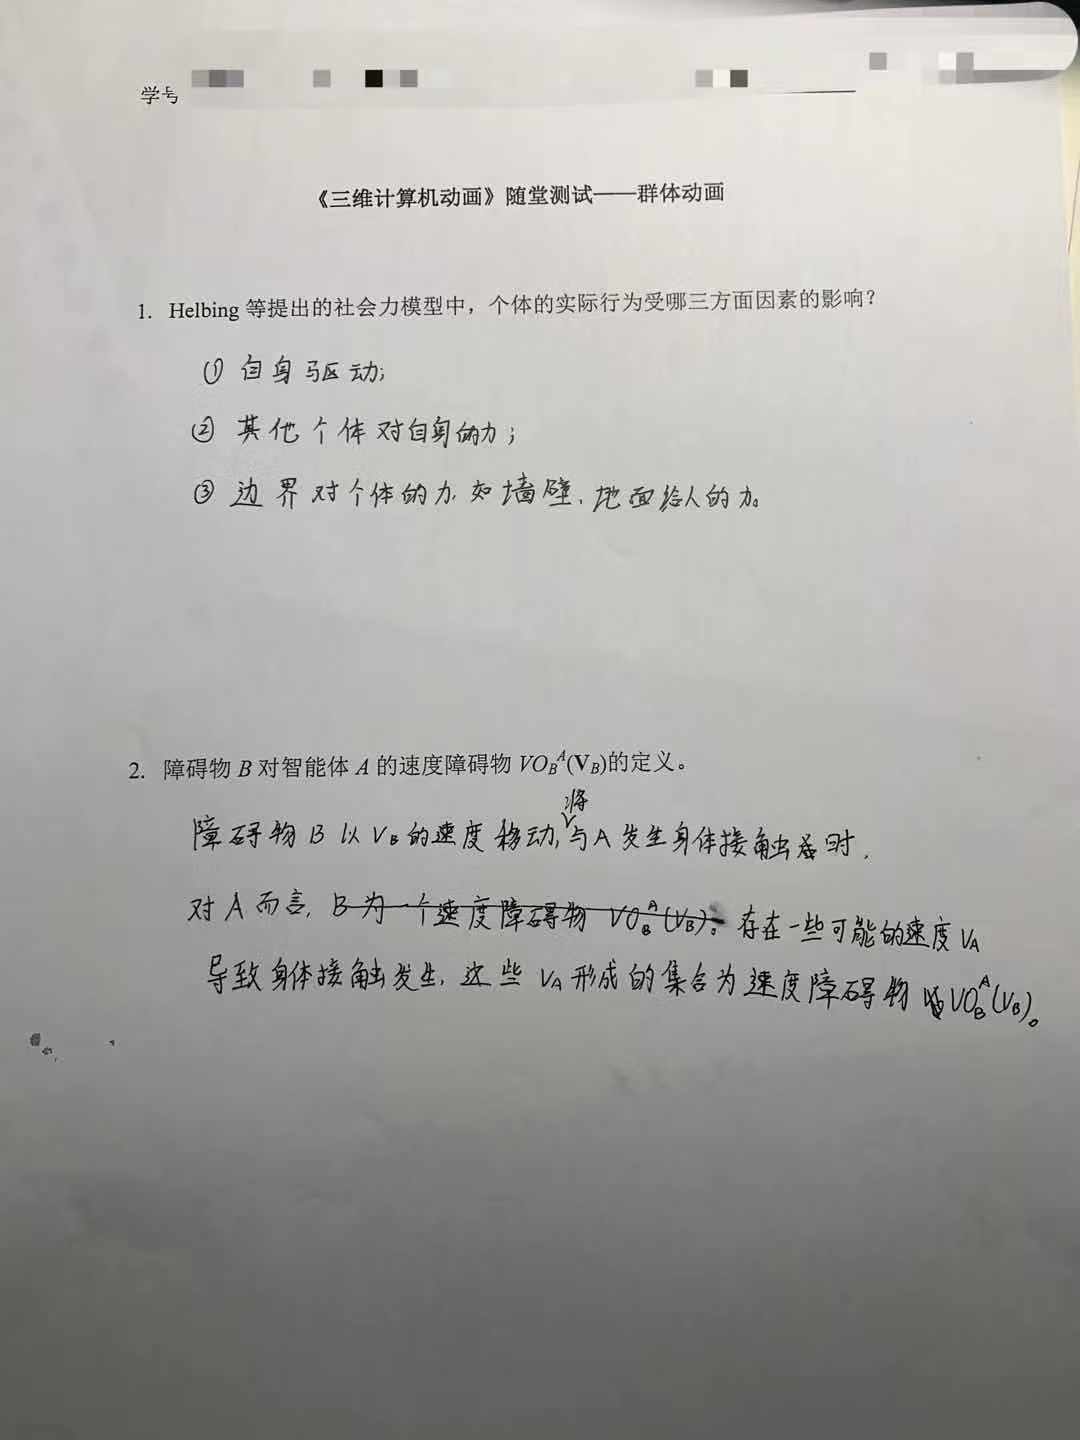 学号
《三维计算机动画》随堂测试——群体动画
1. Helbing 等提出的社会力模型中，个体的实际行为受哪三方面因素的影响？
① 自身驱动；
② 其他个体对自身的力；
③ 边界对个体的力，如墙壁、地面给人的力。
2. 障碍物 B 对智能体 A 的速度障碍物 VO_B^A(V_B)的定义。
将
障碍物 B 以 V_B 的速度移动，与 A 发生身体接触时，
对 A 而言，B 为一个速度障碍物 VO_B^A(V_B)。存在一些可能的速度 V_A
导致身体接触发生，这些 V_A 形成的集合为速度障碍物 VO_B^A(V_B)。